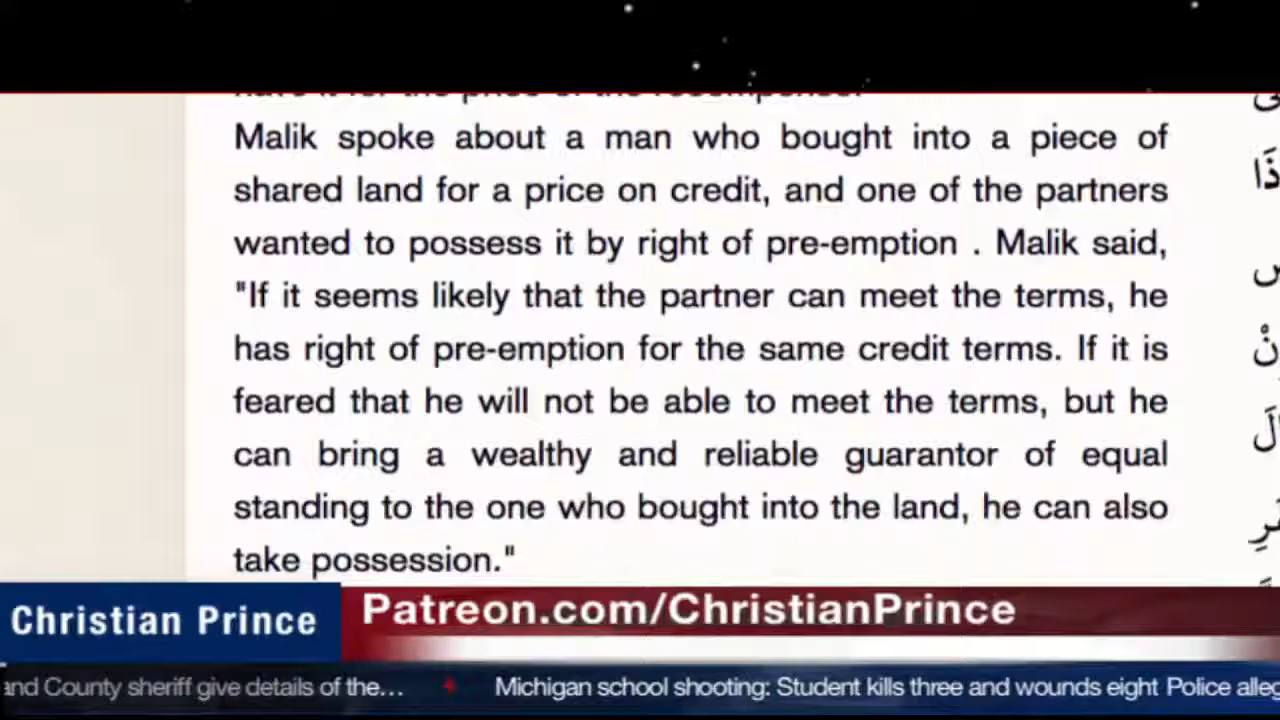 Malik spoke about a man who bought into a piece of
shared land for a price on credit, and one of the partners
wanted to possess it by right of pre-emption . Malik said,
"If it seems likely that the partner can meet the terms, he
has right of pre-emption for the same credit terms. If it is
feared that he will not be able to meet the terms, but he
can bring a wealthy and reliable guarantor of equal
standing to the one who bought into the land, he can also
take possession."
Christian Prince
Patreon.com/ChristianPrince
and County sheriff give details of the... Michigan school shooting: Student kills three and wounds eight Police alleg